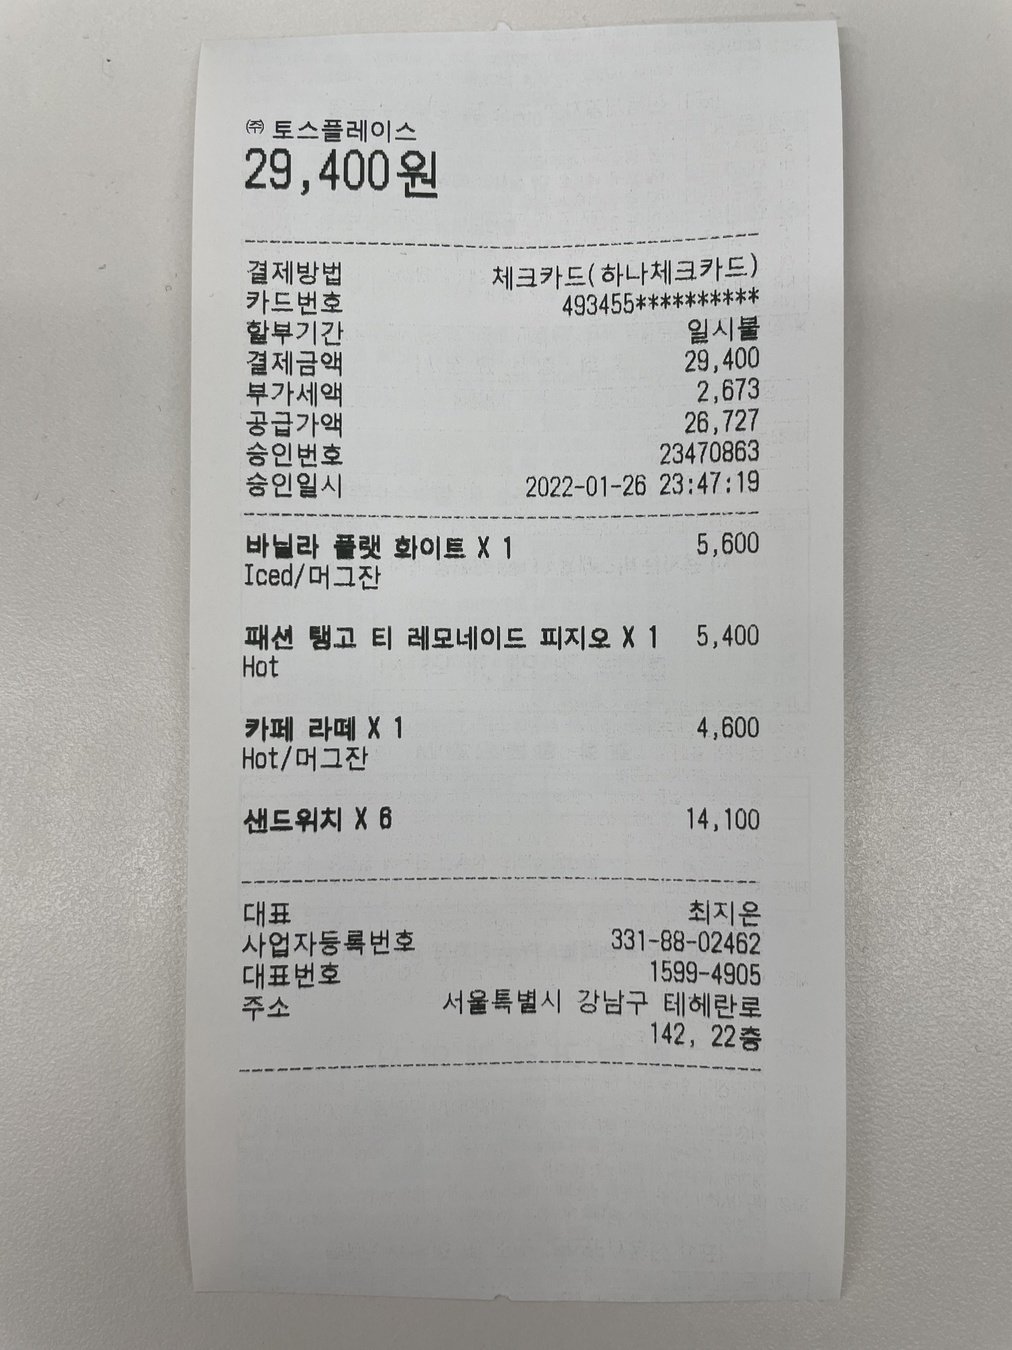 ㈜ 토스플레이스
29,400원
결제방법 체크카드(하나체크카드)
카드번호 493455**********
할부기간 일시불
결제금액 29,400
부가세액 2,673
공급가액 26,727
승인번호 23470863
승인일시 2022-01-26 23:47:19
바닐라 플랫 화이트 X 1 5,600
Iced/머그잔
패션 탱고 티 레모네이드 피지오 X 1 5,400
Hot
카페 라떼 X 1 4,600
Hot/머그잔
샌드위치 X 6 14,100
대표 최지은
사업자등록번호 331-88-02462
대표번호 1599-4905
주소 서울특별시 강남구 테헤란로
142, 22층